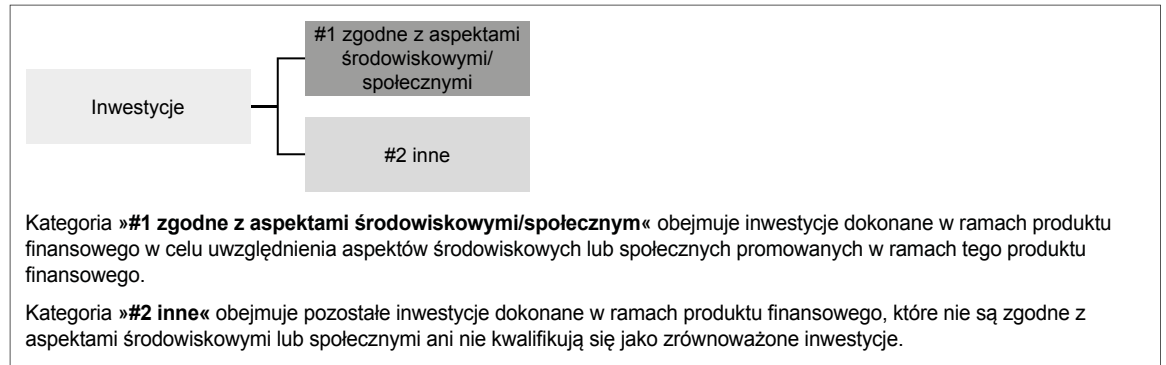 #1 zgodne z aspektami
środowiskowymi/
społecznymi
Inwestycje
#2 inne
Kategoria »#1 zgodne z aspektami środowiskowymi/społecznym« obejmuje inwestycje dokonane w ramach produktu
finansowego w celu uwzględnienia aspektów środowiskowych lub społecznych promowanych w ramach tego produktu
finansowego.
Kategoria »#2 inne« obejmuje pozostałe inwestycje dokonane w ramach produktu finansowego, które nie są zgodne z
aspektami środowiskowymi lub społecznymi ani nie kwalifikują się jako zrównoważone inwestycje.